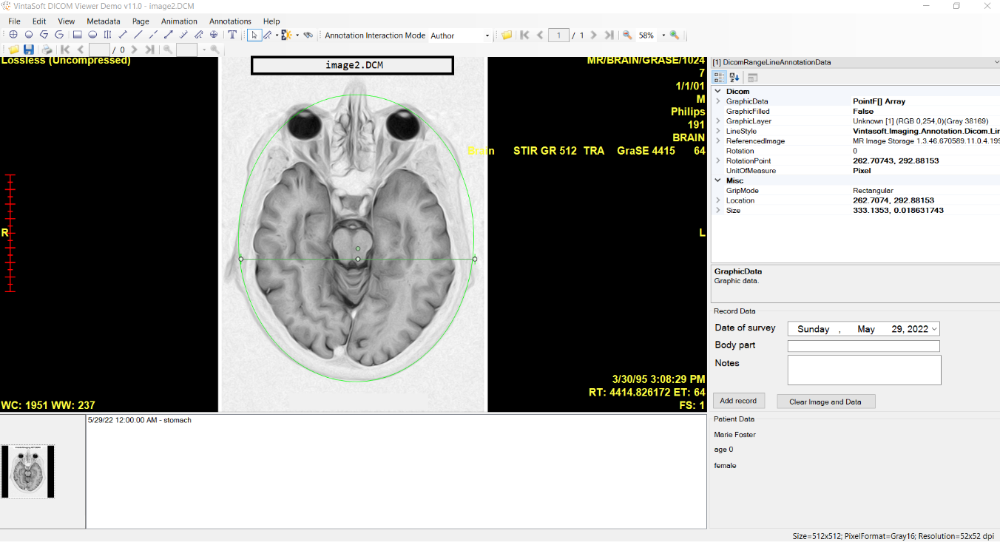 VintaSoft DICOM Viewer Demo v11.0 - image2.DCM
File Edit View Metadata Page Animation Annotations Help
T Annotation Interaction Mode Author 1 / 1 58%
/ 0
Lossless (Uncompressed)
image2.DCM
MR/BRAIN/GRASE/1024
7
1/1/01
M
Philips
191
BRAIN
Brain STIR GR 512 TRA GraSE 4415 64
R
L
3/30/95 3:08:29 PM
RT: 4414.826172 ET: 64
WC: 1951 WW: 237
FS: 1
[1] DicomRangeLineAnnotationData
Dicom
GraphicData PointF[] Array
GraphicFilled False
GraphicLayer Unknown [1] (RGB 0,254,0)(Gray 38169)
LineStyle Vintasoft.Imaging.Annotation.Dicom.Lin
ReferencedImage MR Image Storage 1.3.46.670589.11.0.4.199
Rotation 0
RotationPoint 262.70743, 292.88153
UnitOfMeasure Pixel
Misc
GripMode Rectangular
Location 262.7074, 292.88153
Size 333.1353, 0.018631743
GraphicData
Graphic data.
Record Data
Date of survey Sunday , May 29, 2022
Body part
Notes
Add record Clear Image and Data
5/29/22 12:00:00 AM - stomach
Patient Data
Marie Foster
age 0
female
Size=512x512; PixelFormat=Gray16; Resolution=52x52 dpi